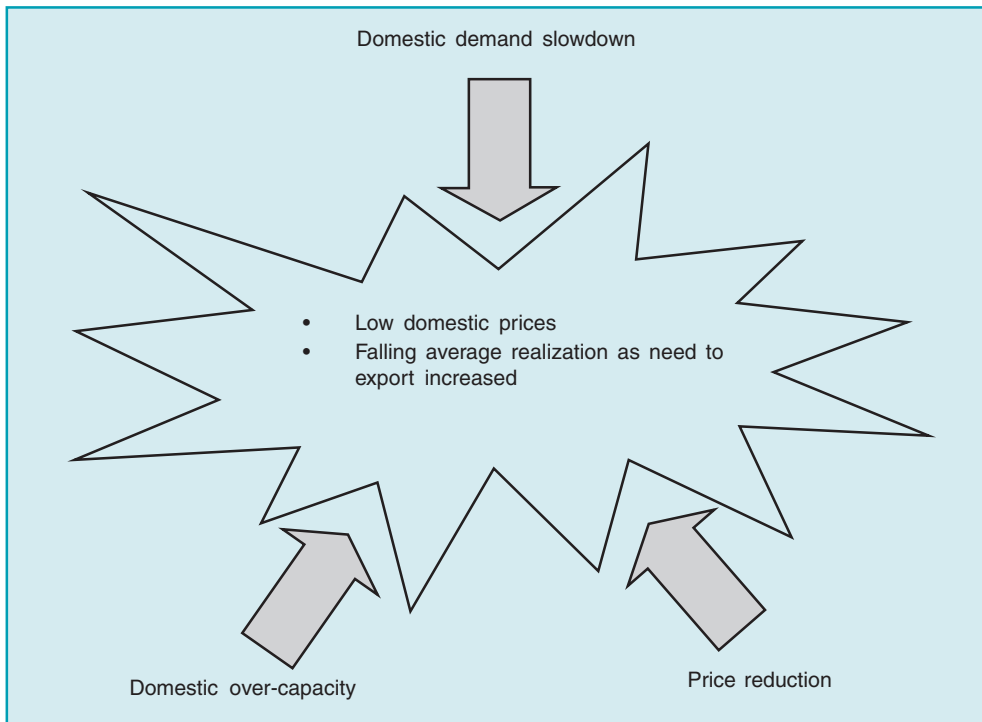 Domestic demand slowdown
• Low domestic prices
• Falling average realization as need to
export increased
Domestic over-capacity
Price reduction